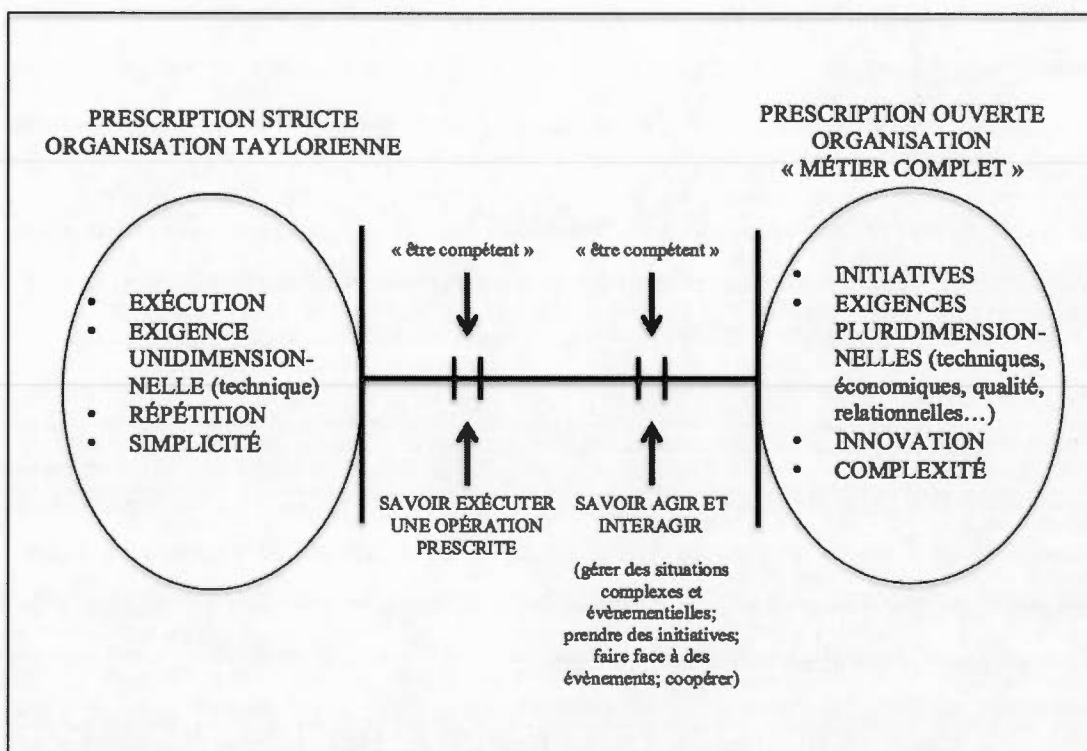 PRESCRIPTION STRICTE
ORGANISATION TAYLORIENNE
• EXÉCUTION
• EXIGENCE
UNIDIMENSION-
NELLE (technique)
• RÉPÉTITION
• SIMPLICITÉ
« être compétent »
SAVOIR EXÉCUTER
UNE OPÉRATION
PRESCRITE
« être compétent »
SAVOIR AGIR ET
INTERAGIR
(gérer des situations
complexes et
évènementielles;
prendre des initiatives;
faire face à des
évènements; coopérer)
PRESCRIPTION OUVERTE
ORGANISATION
« MÉTIER COMPLET »
• INITIATIVES
• EXIGENCES
PLURIDIMENSION-
NELLES (techniques,
économiques, qualité,
relationnelles…)
• INNOVATION
• COMPLEXITÉ